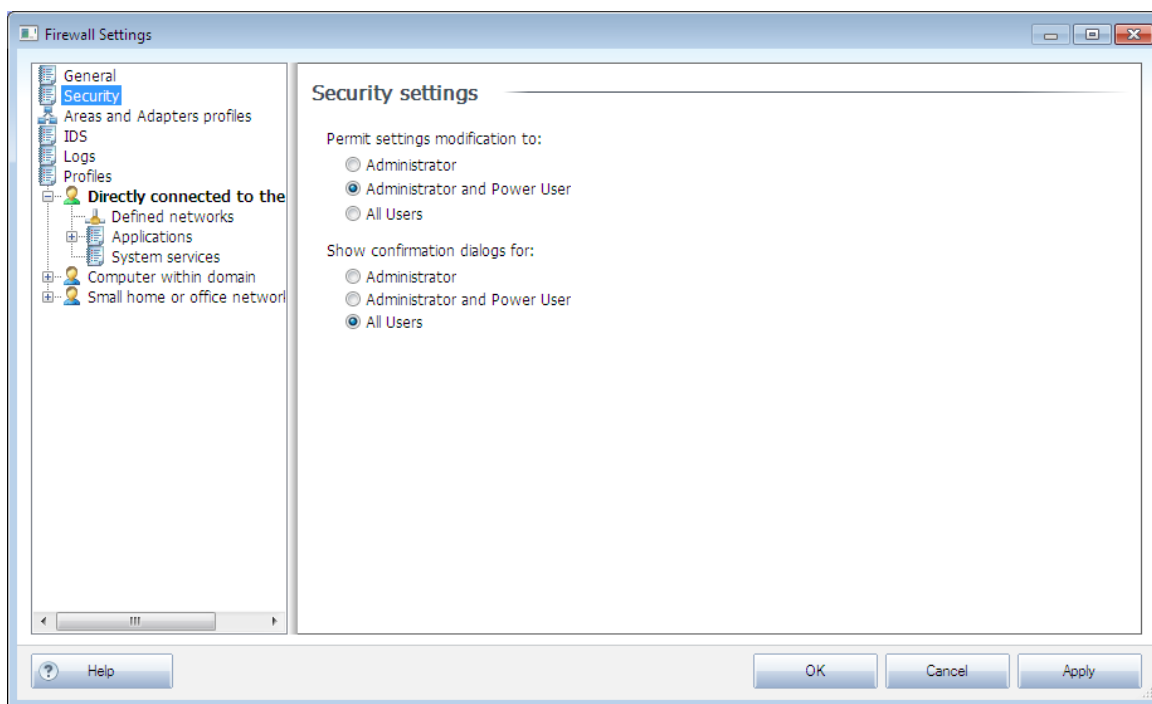 Firewall Settings
General
Security
Areas and Adapters profiles
IDS
Logs
Profiles
Directly connected to the
Defined networks
Applications
System services
Computer within domain
Small home or office networ
Security settings
Permit settings modification to:
Administrator
Administrator and Power User
All Users
Show confirmation dialogs for:
Administrator
Administrator and Power User
All Users
? Help
OK
Cancel
Apply